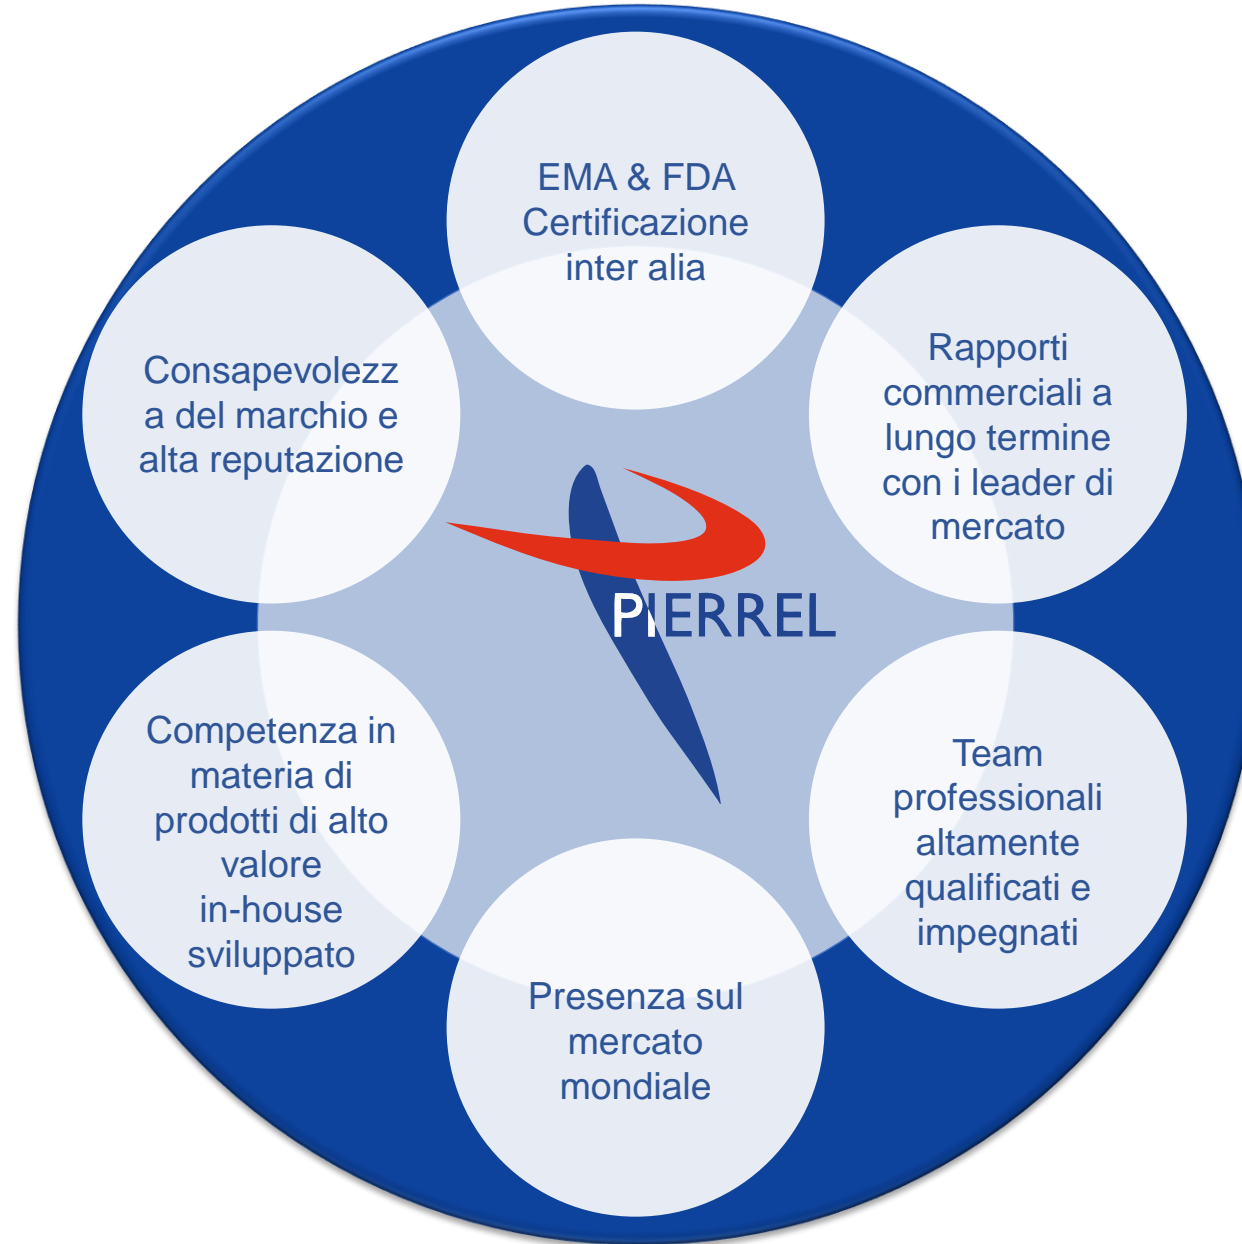 EMA & FDA
Certificazione
inter alia
Rapporti
commerciali a
lungo termine
con i leader di
mercato
Team
professionali
altamente
qualificati e
impegnati
Presenza sul
mercato
mondiale
Competenza in
materia di
prodotti di alto
valore
in-house
sviluppato
Consapevolezz
a del marchio e
alta reputazione
PIERREL